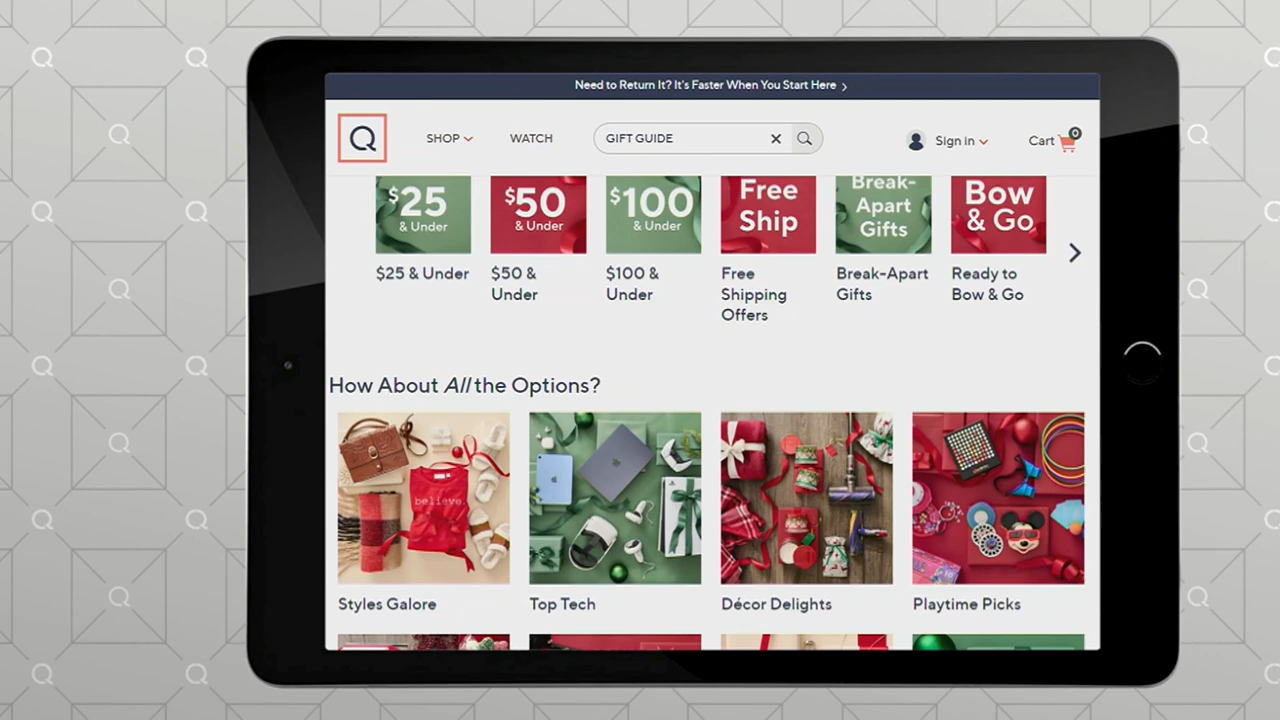 Need to Return It? It's Faster When You Start Here
Q
SHOP
WATCH
GIFT GUIDE
Sign in
Cart
0
$25
& Under
$50
& Under
$100
& Under
Free
Ship
Break-
Apart
Gifts
Bow
& Go
$25 & Under
$50 &
Under
$100 &
Under
Free
Shipping
Offers
Break-Apart
Gifts
Ready to
Bow & Go
How About All the Options?
believe
Styles Galore
Top Tech
Décor Delights
Playtime Picks